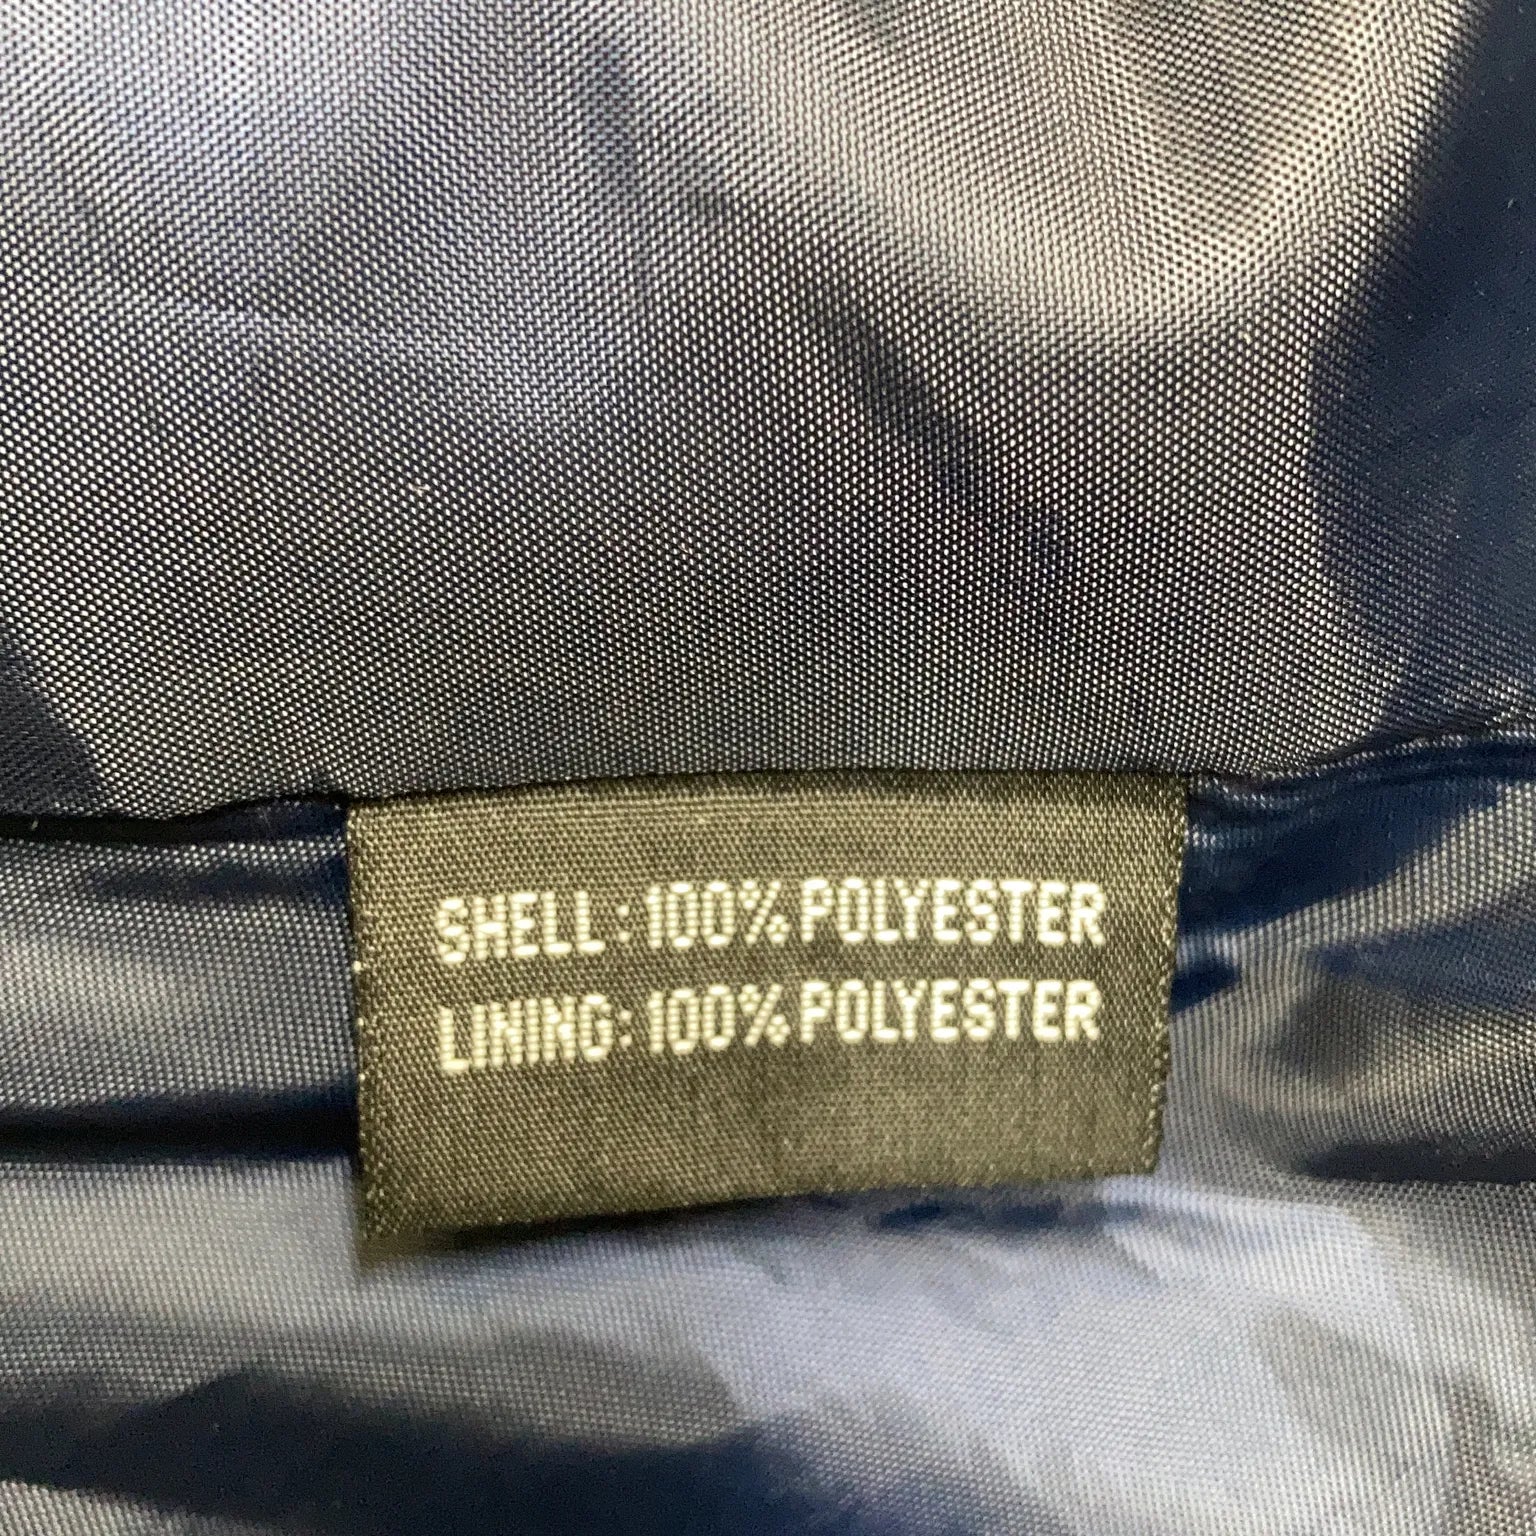 SHELL: 100% POLYESTER
LINING: 100% POLYESTER